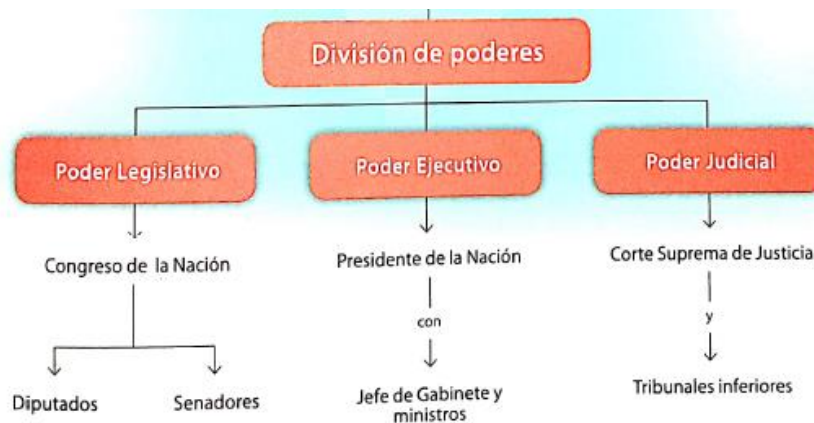 División de poderes
Poder Legislativo
Poder Ejecutivo
Poder Judicial
Congreso de la Nación
Presidente de la Nación
Corte Suprema de Justicia
con
y
Diputados
Senadores
Jefe de Gabinete y
ministros
Tribunales inferiores